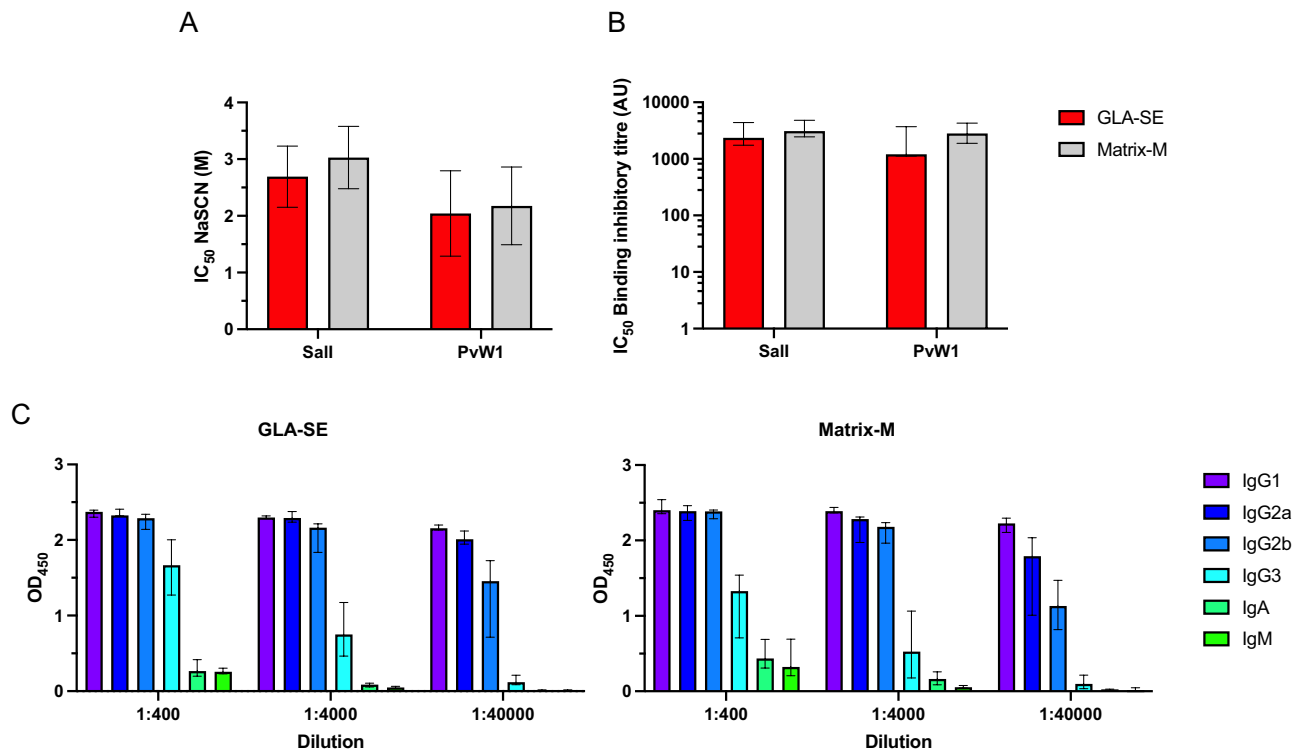 A
B
4
3
2
1
0
IC50 NaSCN (M)
SalI
PvW1
10000
1000
100
10
1
IC50 Binding inhibitory titre (AU)
SalI
PvW1
GLA-SE
Matrix-M
C
GLA-SE
3
2
1
0
OD450
1:400
1:4000
1:40000
Dilution
Matrix-M
3
2
1
0
OD450
1:400
1:4000
1:40000
Dilution
IgG1
IgG2a
IgG2b
IgG3
IgA
IgM